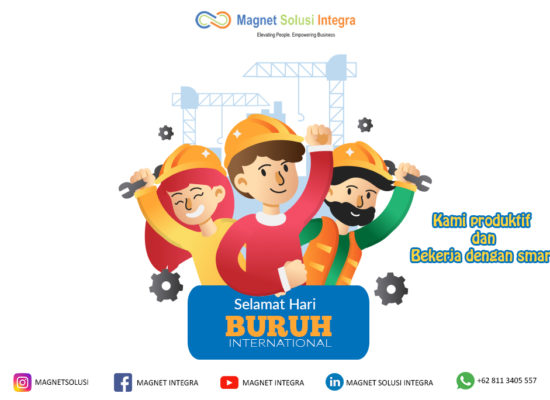 Magnet Solusi Integra
Elevating People. Empowering Business
Kami produktif
dan
Bekerja dengan smar
Selamat Hari
BURUH
INTERNATIONAL
MAGNETSOLUSI
MAGNET INTEGRA
MAGNET INTEGRA
MAGNET SOLUSI INTEGRA
+62 811 3405 557